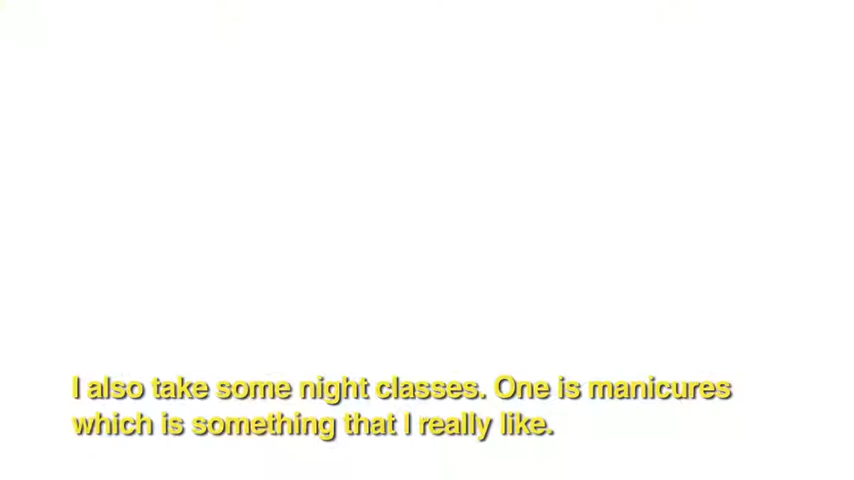 I also take some night classes. One is manicures
which is something that I really like.